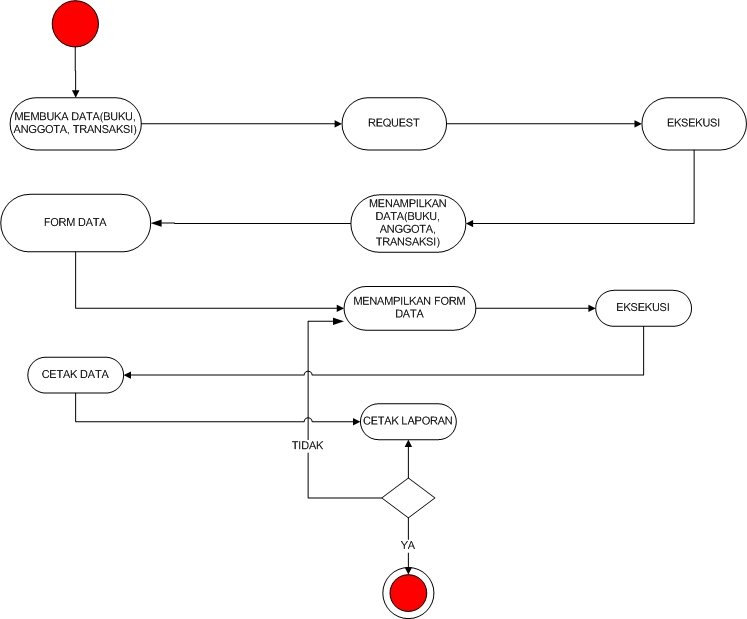 MEMBUKA DATA(BUKU,
ANGGOTA, TRANSAKSI)
REQUEST
EKSEKUSI
FORM DATA
MENAMPILKAN
DATA(BUKU,
ANGGOTA,
TRANSAKSI)
MENAMPILKAN FORM
DATA
EKSEKUSI
CETAK DATA
CETAK LAPORAN
TIDAK
YA